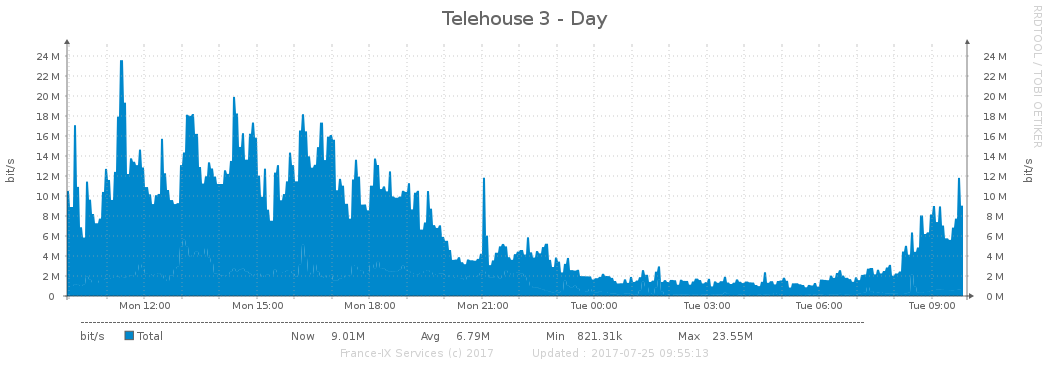 Telehouse 3 - Day
RRDTOOL / TOBI OETIKER
bit/s
24 M 24 M
22 M 22 M
20 M 20 M
18 M 18 M
16 M 16 M
14 M 14 M
12 M 12 M
10 M 10 M
8 M 8 M
6 M 6 M
4 M 4 M
2 M 2 M
0 0 M
bit/s
Mon 12:00 Mon 15:00 Mon 18:00 Mon 21:00 Tue 00:00 Tue 03:00 Tue 06:00 Tue 09:00
bit/s Total Now 9.01M Avg 6.79M Min 821.31k Max 23.55M
France-IX Services (c) 2017 Updated : 2017-07-25 09:55:13